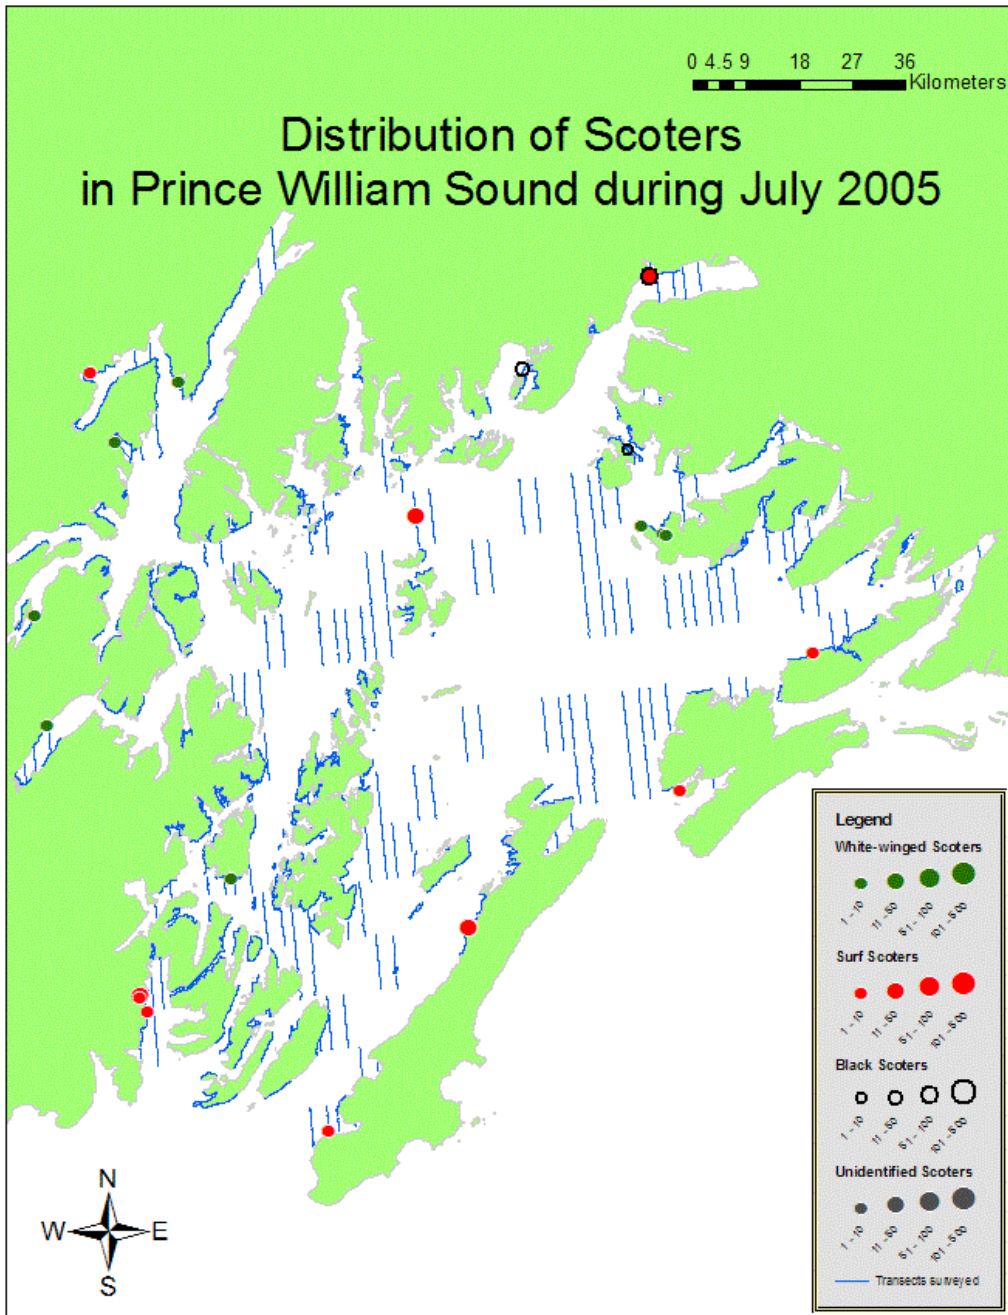 0 4.5 9 18 27 36
Kilometers
Distribution of Scoters
in Prince William Sound during July 2005
Legend
White-winged Scoters
1 - 10 11 - 50 51 - 100 101 - 500
Surf Scoters
1 - 10 11 - 50 51 - 100 101 - 500
Black Scoters
1 - 10 11 - 50 51 - 100 101 - 500
Unidentified Scoters
1 - 10 11 - 50 51 - 100 101 - 500
Transects surveyed
N
W E
S